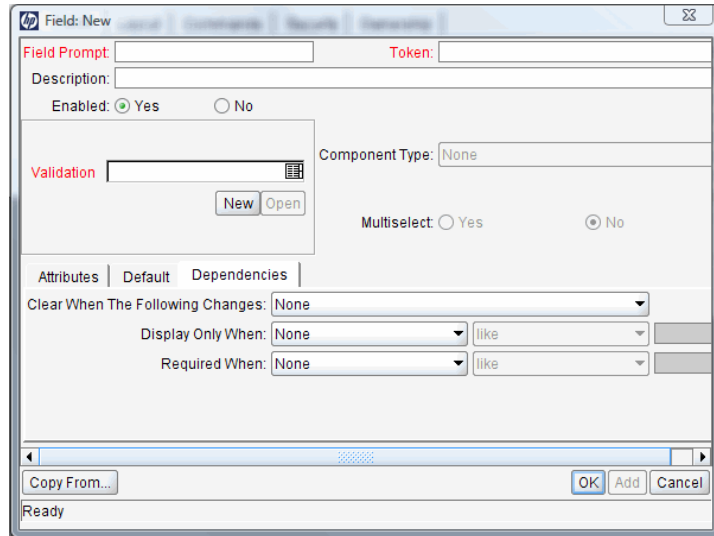 Field: New
Field Prompt: Token:
Description:
Enabled: Yes No
Component Type: None
Validation
New Open
Multiselect: Yes No
Attributes Default Dependencies
Clear When The Following Changes: None
Display Only When: None like
Required When: None like
Copy From... OK Add Cancel
Ready